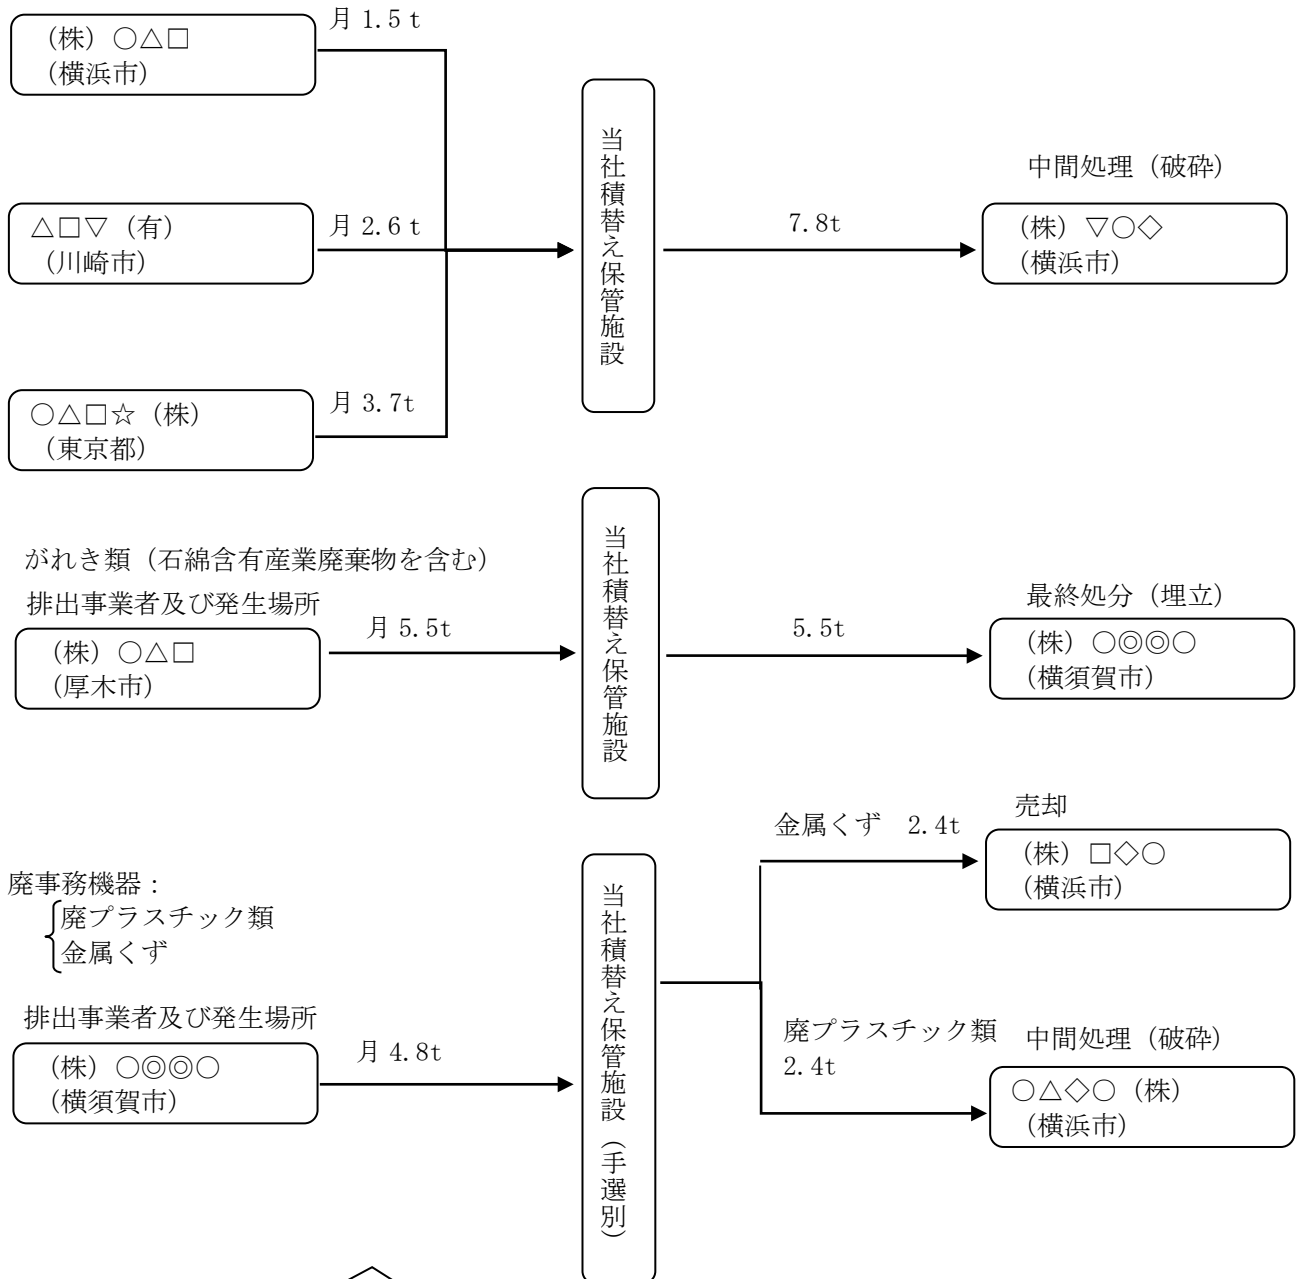 月 1.5 t
（株）○△□
（横浜市）
当社積替え保管施設
中間処理（破砕）
△□▽（有）
（川崎市）
月 2.6 t
7.8t
（株）▽○◇
（横浜市）
○△□☆（株）
（東京都）
月 3.7t
がれき類（石綿含有産業廃棄物を含む）
排出事業者及び発生場所
（株）○△□
（厚木市）
月 5.5t
当社積替え保管施設
5.5t
最終処分（埋立）
（株）○◎◎○
（横須賀市）
廃事務機器：
廃プラスチック類
金属くず
排出事業者及び発生場所
（株）○◎◎○
（横須賀市）
月 4.8t
当社積替え保管施設（手選別）
金属くず　2.4t
売却
（株）□◇○
（横浜市）
廃プラスチック類
2.4t
中間処理（破砕）
○△◇○（株）
（横浜市）